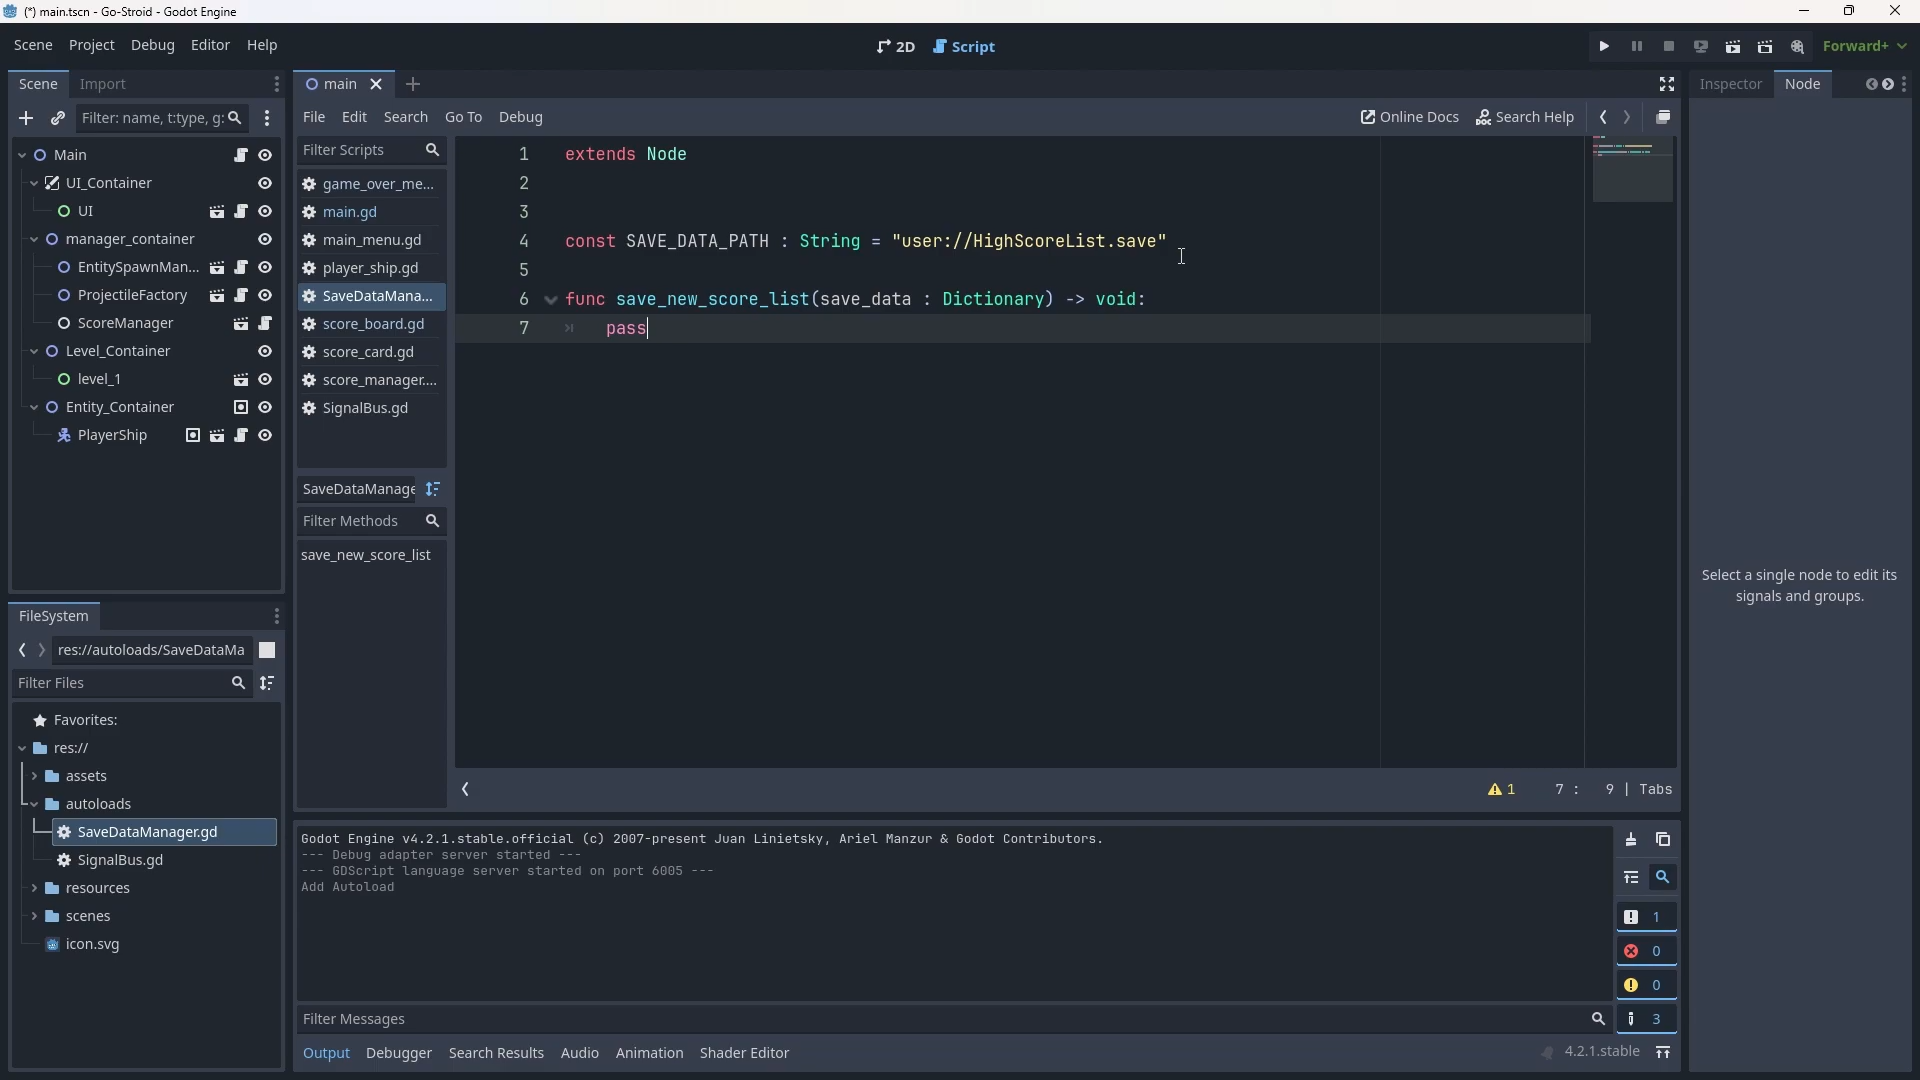 (*) main.tscn - Go-Stroid - Godot Engine
Scene Project Debug Editor Help
2D Script
Forward+
Scene Import
Filter: name, t:type, g:
Main
UI_Container
UI
manager_container
EntitySpawnMan...
ProjectileFactory
ScoreManager
Level_Container
level_1
Entity_Container
PlayerShip
FileSystem
res://autoloads/SaveDataMa
Filter Files
Favorites:
res://
assets
autoloads
SaveDataManager.gd
SignalBus.gd
resources
scenes
icon.svg
main
File Edit Search Go To Debug
Online Docs Search Help
Filter Scripts
game_over_me...
main.gd
main_menu.gd
player_ship.gd
SaveDataMana...
score_board.gd
score_card.gd
score_manager....
SignalBus.gd
SaveDataManage
Filter Methods
save_new_score_list
1 extends Node
2
3
4 const SAVE_DATA_PATH : String = "user://HighScoreList.save"
5
6 func save_new_score_list(save_data : Dictionary) -> void:
7 pass
1 7 : 9 | Tabs
Godot Engine v4.2.1.stable.official (c) 2007-present Juan Linietsky, Ariel Manzur & Godot Contributors.
--- Debug adapter server started ---
--- GDScript language server started on port 6005 ---
Add Autoload
1
0
0
3
Filter Messages
Output Debugger Search Results Audio Animation Shader Editor
4.2.1.stable
Inspector Node
Select a single node to edit its
signals and groups.